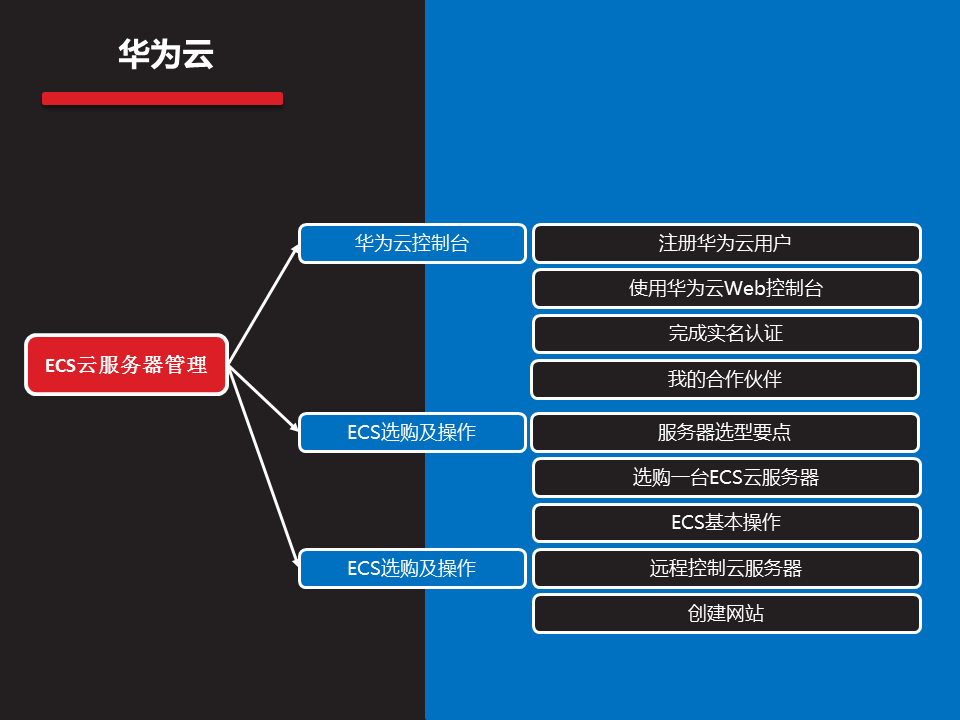 华为云
ECS云服务器管理
华为云控制台
注册华为云用户
使用华为云Web控制台
完成实名认证
我的合作伙伴
ECS选购及操作
服务器选型要点
选购一台ECS云服务器
ECS基本操作
ECS选购及操作
远程控制云服务器
创建网站